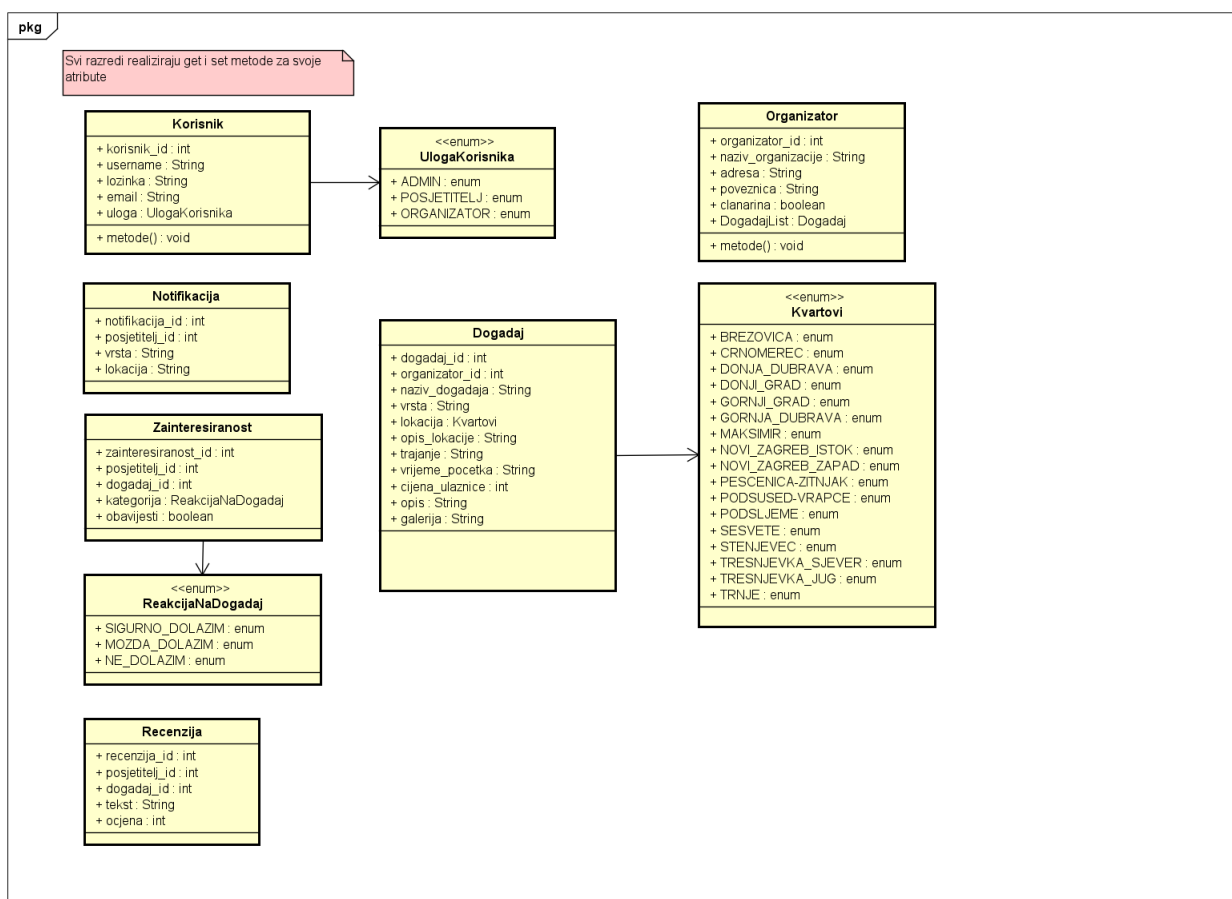 pkg
Svi razredi realiziraju get i set metode za svoje
atribute
Korisnik
+ korisnik_id : int
+ username : String
+ lozinka : String
+ email : String
+ uloga : UlogaKorisnika
+ metode() : void
<<enum>>
UlogaKorisnika
+ ADMIN : enum
+ POSJETITELJ : enum
+ ORGANIZATOR : enum
Organizator
+ organizator_id : int
+ naziv_organizacije : String
+ adresa : String
+ poveznica : String
+ clanarina : boolean
+ DogadajList : Dogadaj
+ metode() : void
Notifikacija
+ notifikacija_id : int
+ posjetitelj_id : int
+ vrsta : String
+ lokacija : String
Dogadaj
+ dogadaj_id : int
+ organizator_id : int
+ naziv_dogadaja : String
+ vrsta : String
+ lokacija : Kvartovi
+ opis_lokacije : String
+ trajanje : String
+ vrijeme_pocetka : String
+ cijena_ulaznice : int
+ opis : String
+ galerija : String
<<enum>>
Kvartovi
+ BREZOVICA : enum
+ CRNOMEREC : enum
+ DONJA_DUBRAVA : enum
+ DONJI_GRAD : enum
+ GORNJI_GRAD : enum
+ GORNJA_DUBRAVA : enum
+ MAKSIMIR : enum
+ NOVI_ZAGREB_ISTOK : enum
+ NOVI_ZAGREB_ZAPAD : enum
+ PESCENICA-ZITNJAK : enum
+ PODSUSED-VRAPCE : enum
+ PODSLJEME : enum
+ SESVETE : enum
+ STENJEVEC : enum
+ TRESNJEVKA_SJEVER : enum
+ TRESNJEVKA_JUG : enum
+ TRNJE : enum
Zainteresiranost
+ zainteresiranost_id : int
+ posjetitelj_id : int
+ dogadaj_id : int
+ kategorija : ReakcijaNaDogadaj
+ obavijesti : boolean
<<enum>>
ReakcijaNaDogadaj
+ SIGURNO_DOLAZIM : enum
+ MOZDA_DOLAZIM : enum
+ NE_DOLAZIM : enum
Recenzija
+ recenzija_id : int
+ posjetitelj_id : int
+ dogadaj_id : int
+ tekst : String
+ ocjena : int